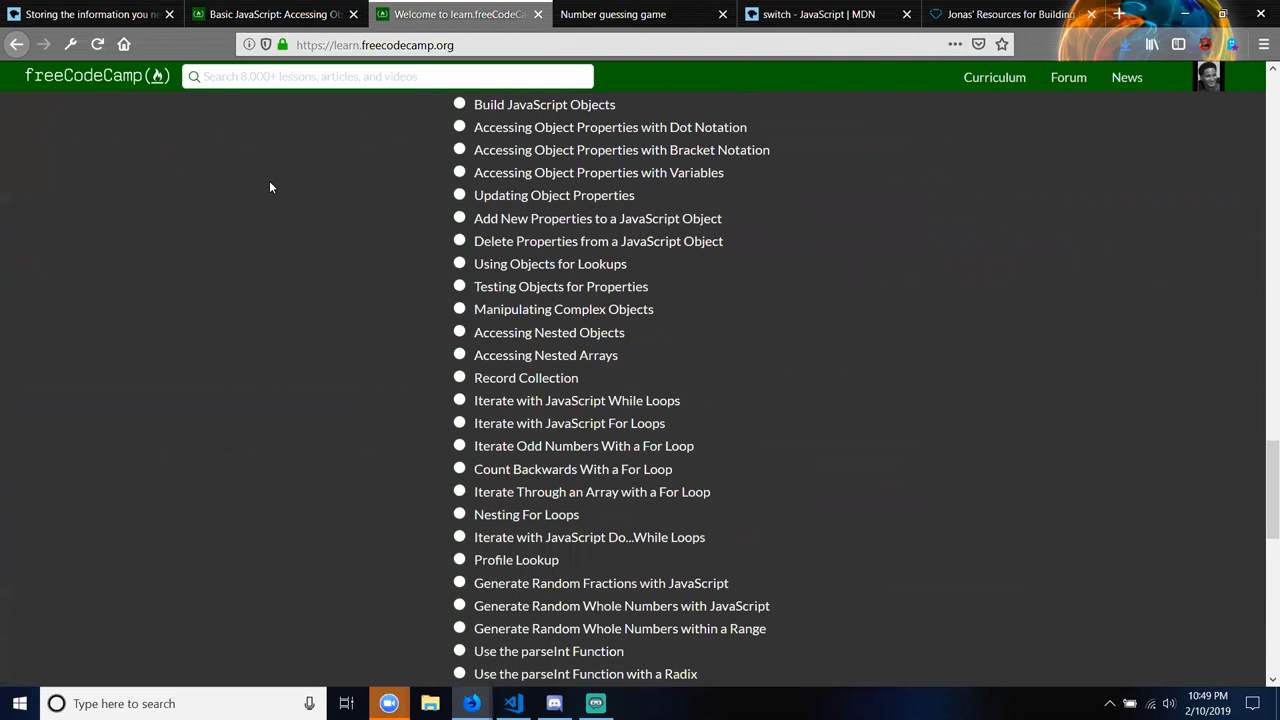 Storing the information you ne
Basic JavaScript: Accessing Ob
Welcome to learn.freeCodeCa
Number guessing game
switch - JavaScript | MDN
Jonas' Resources for Building
https://learn.freecodecamp.org
freeCodeCamp
Search 8,000+ lessons, articles, and videos
Curriculum
Forum
News
Build JavaScript Objects
Accessing Object Properties with Dot Notation
Accessing Object Properties with Bracket Notation
Accessing Object Properties with Variables
Updating Object Properties
Add New Properties to a JavaScript Object
Delete Properties from a JavaScript Object
Using Objects for Lookups
Testing Objects for Properties
Manipulating Complex Objects
Accessing Nested Objects
Accessing Nested Arrays
Record Collection
Iterate with JavaScript While Loops
Iterate with JavaScript For Loops
Iterate Odd Numbers With a For Loop
Count Backwards With a For Loop
Iterate Through an Array with a For Loop
Nesting For Loops
Iterate with JavaScript Do...While Loops
Profile Lookup
Generate Random Fractions with JavaScript
Generate Random Whole Numbers with JavaScript
Generate Random Whole Numbers within a Range
Use the parseInt Function
Use the parseInt Function with a Radix
Type here to search
10:49 PM
2/10/2019